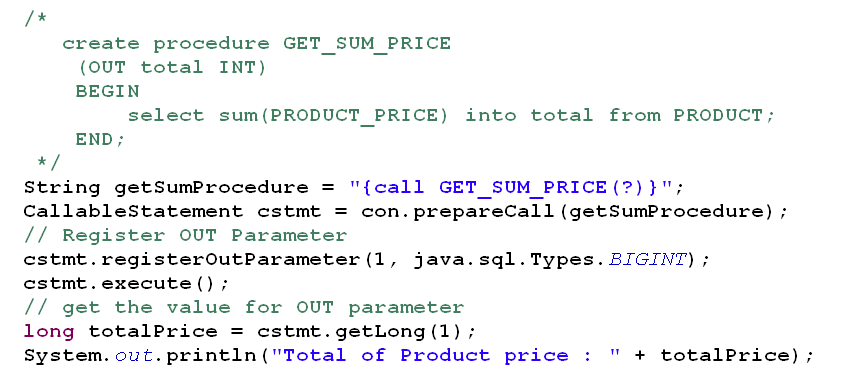 /*
   create procedure GET_SUM_PRICE
    (OUT total INT)
    BEGIN
        select sum(PRODUCT_PRICE) into total from PRODUCT;
    END;
 */
String getSumProcedure = "{call GET_SUM_PRICE(?)}";
CallableStatement cstmt = con.prepareCall(getSumProcedure);
// Register OUT Parameter
cstmt.registerOutParameter(1, java.sql.Types.BIGINT);
cstmt.execute();
// get the value for OUT parameter
long totalPrice = cstmt.getLong(1);
System.out.println("Total of Product price : " + totalPrice);